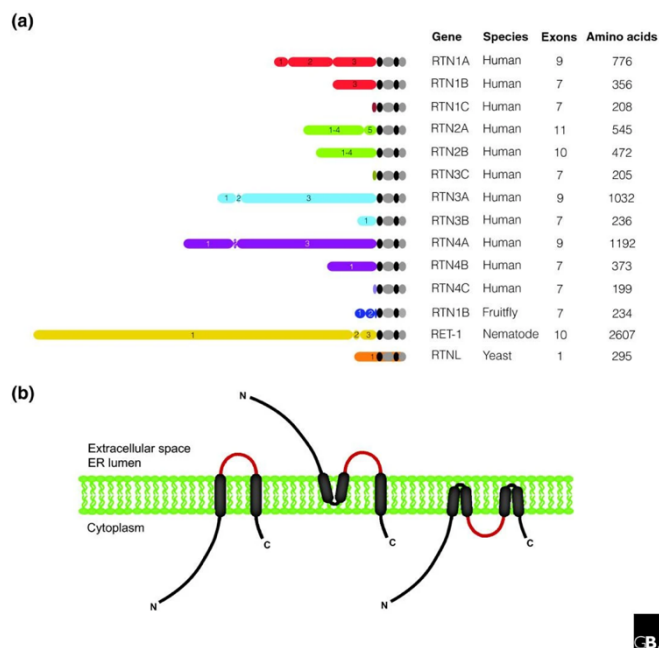 (a)
Gene Species Exons Amino acids
1 2 3 RTN1A Human 9 776
3 RTN1B Human 7 356
RTN1C Human 7 208
1-4 5 RTN2A Human 11 545
1-4 RTN2B Human 10 472
RTN3C Human 7 205
1 2 3 RTN3A Human 9 1032
1 RTN3B Human 7 236
1 3 RTN4A Human 9 1192
1 RTN4B Human 7 373
RTN4C Human 7 199
1 2 RTN1B Fruitfly 7 234
1 2 3 RET-1 Nematode 10 2607
1 RTNL Yeast 1 295
(b)
N
Extracellular space
ER lumen
Cytoplasm
C
C
C
N
N
GB